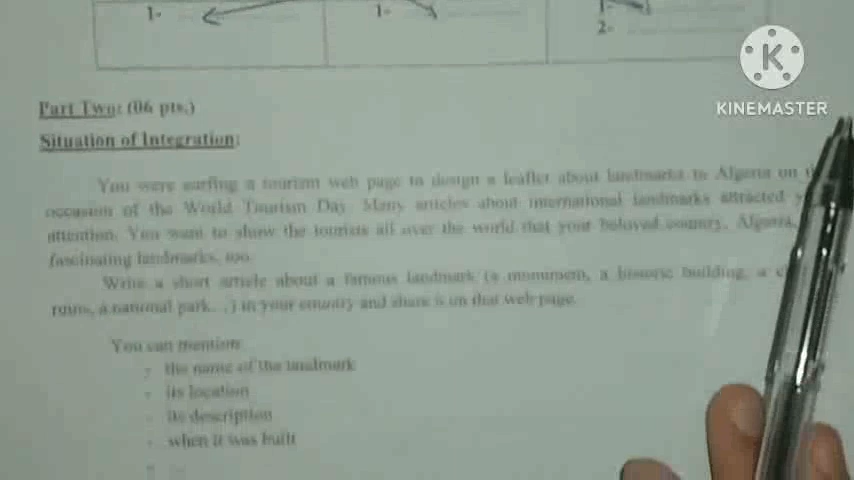 1-
1-
1-
2-
K
KINEMASTER
Part Two: (06 pts.)
Situation of Integration:
You were surfing a tourism web page to design a leaflet about landmarks in Algeria on
occasion of the World Tourism Day. Many articles about international landmarks attracted
attention. You want to show the tourists all over the world that your beloved country, Algeria,
fascinating landmarks, too.
Write a short article about a famous landmark (a monument, a historic building, a
ruins, a national park...) in your country and share it on that web page.
You can mention:
- the name of the landmark
- its location
- its description
- when it was built
- ...